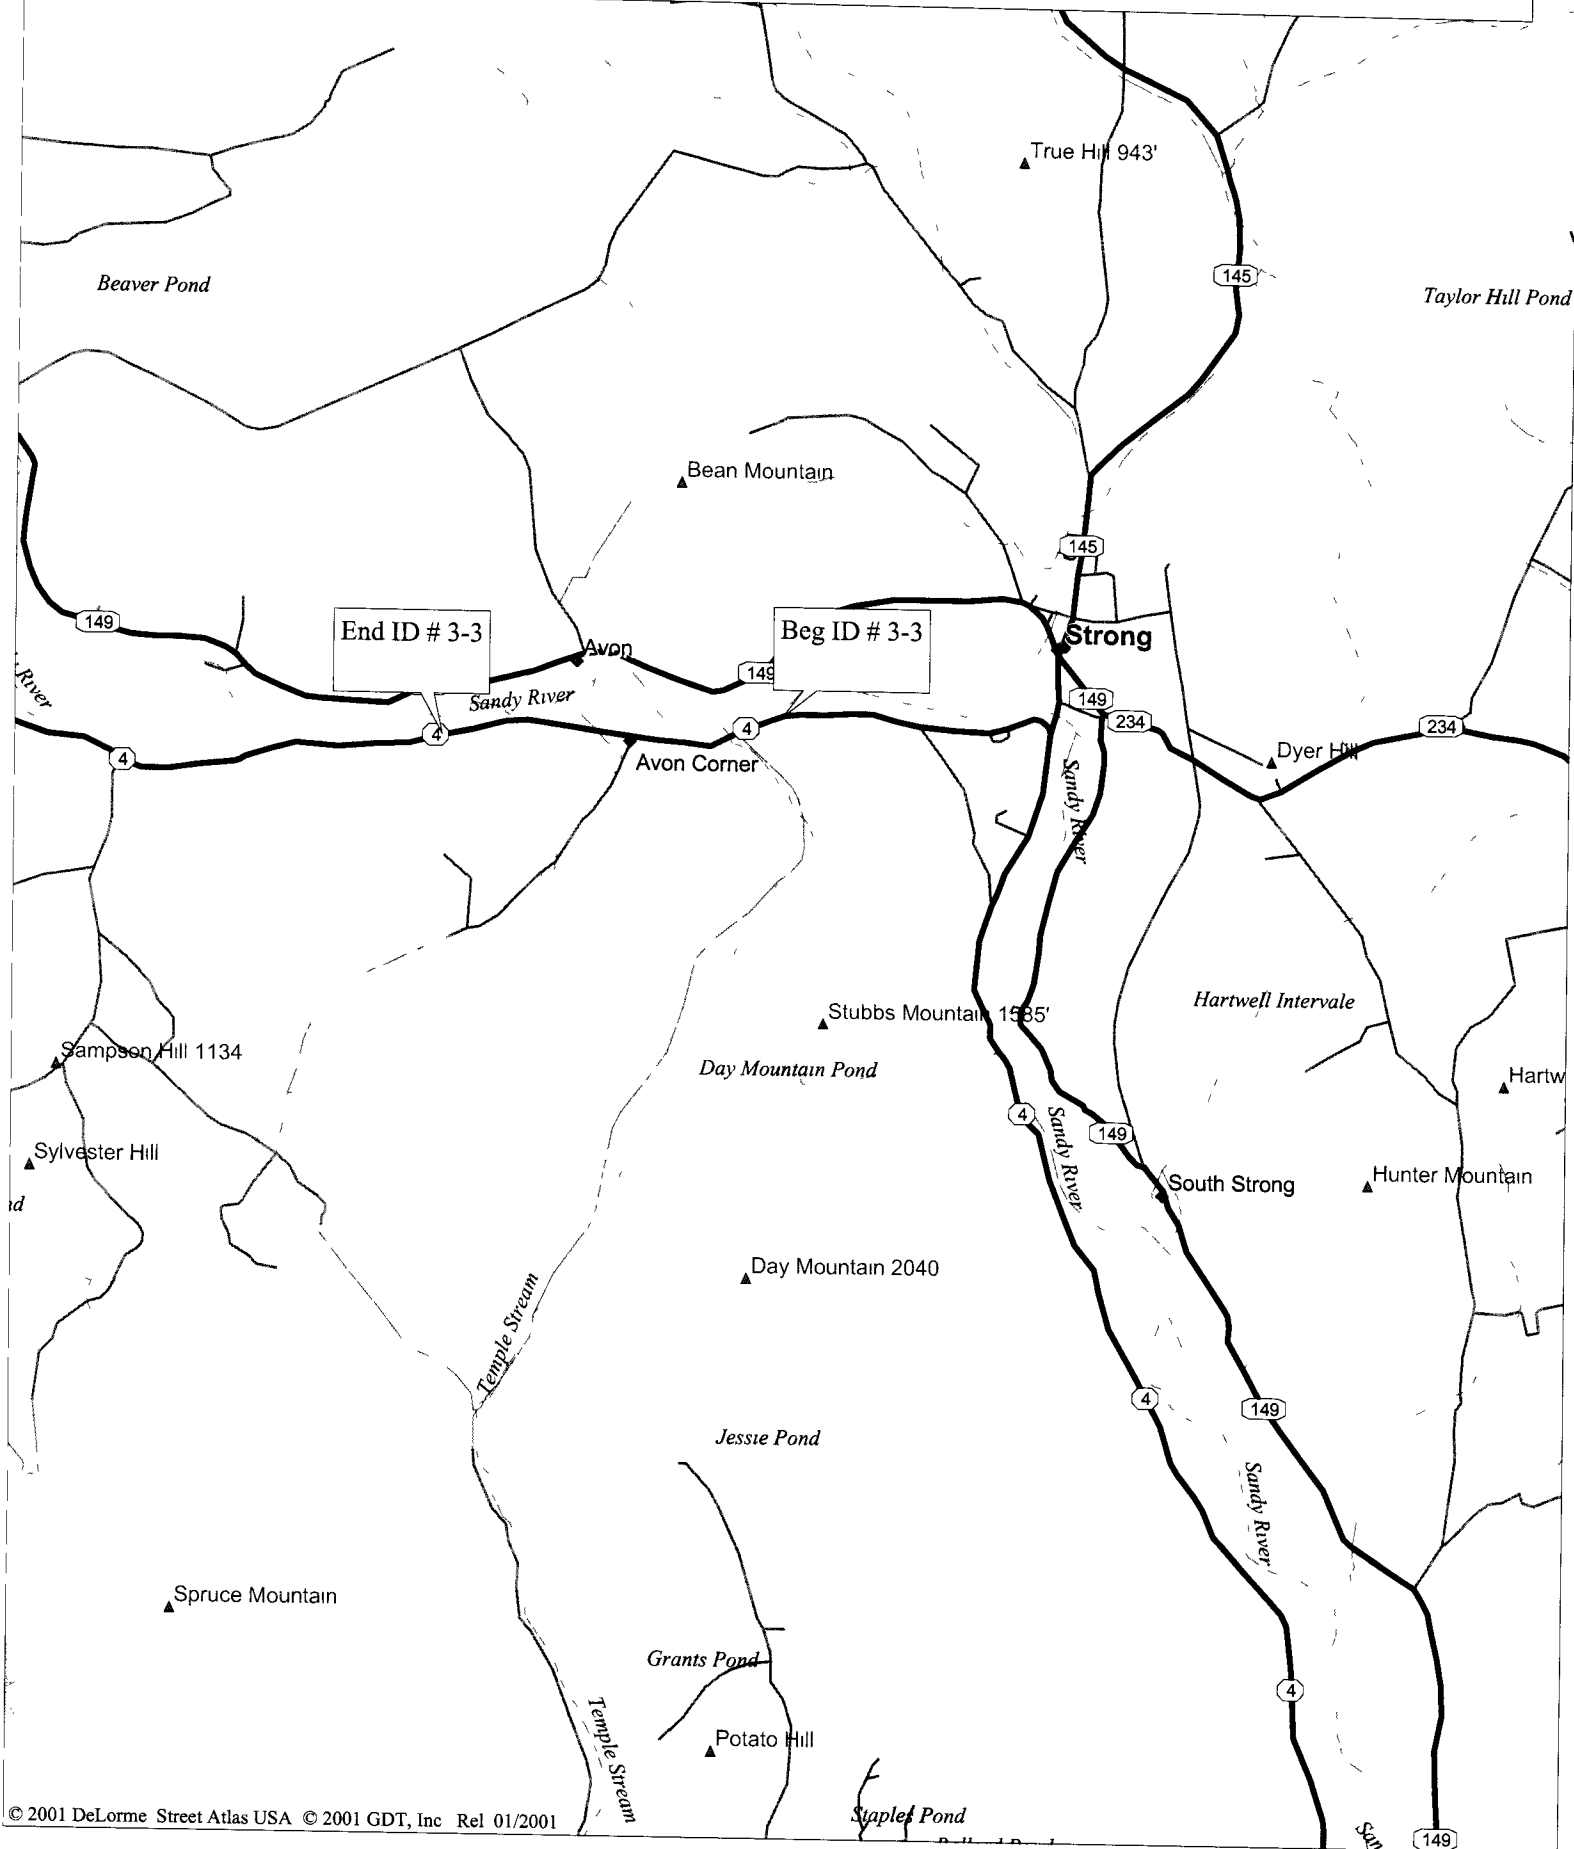 True Hill 943'
145
Beaver Pond
Taylor Hill Pond
Bean Mountain
145
149
End ID # 3-3
Beg ID # 3-3
Avon
Strong
River
Sandy River
149
149
234
234
4
4
4
Avon Corner
Dyer Hill
Sandy River
Stubbs Mountain 1585'
Hartwell Intervale
Sampson Hill 1134
Day Mountain Pond
Hartw
4
149
Sandy River
Sylvester Hill
Hunter Mountain
South Strong
nd
Day Mountain 2040
Temple Stream
4
149
Jessie Pond
Sandy River
Spruce Mountain
Grants Pond
4
Temple Stream
Potato Hill
© 2001 DeLorme Street Atlas USA © 2001 GDT, Inc Rel 01/2001
Staples Pond
San
149